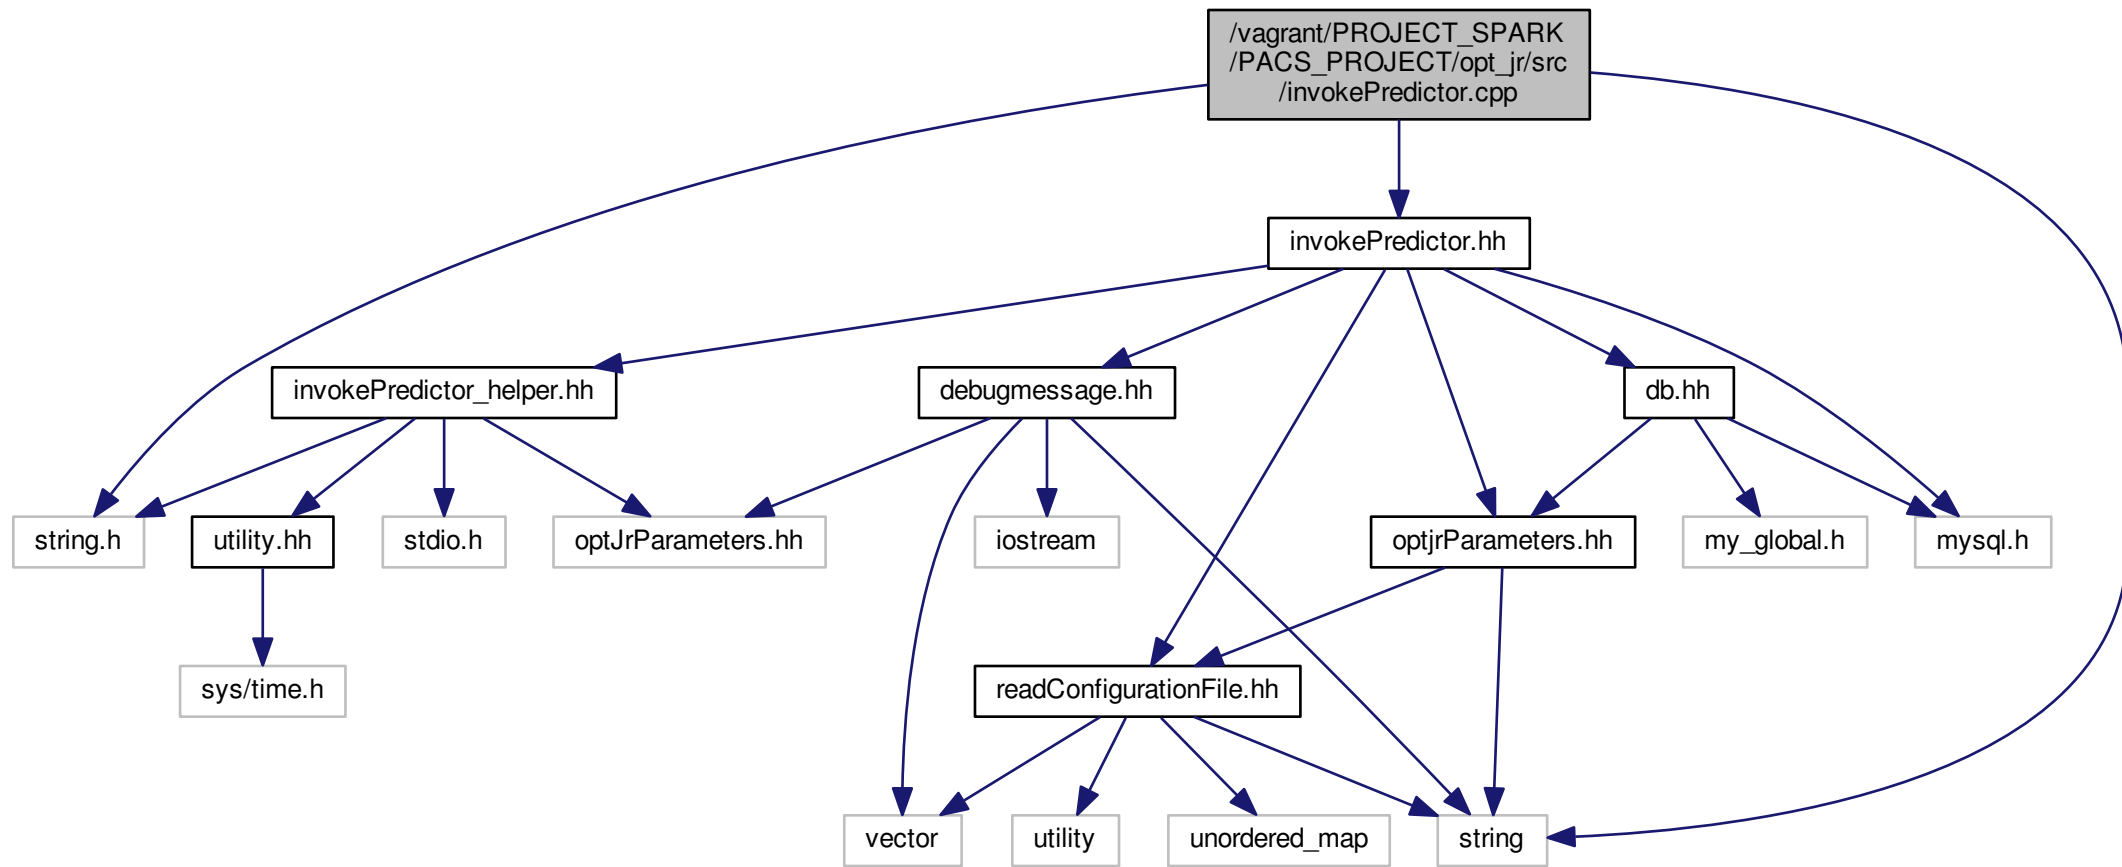 /vagrant/PROJECT_SPARK
/PACS_PROJECT/opt_jr/src
/invokePredictor.cpp
invokePredictor.hh
invokePredictor_helper.hh
debugmessage.hh
db.hh
string.h
utility.hh
stdio.h
optJrParameters.hh
iostream
optjrParameters.hh
my_global.h
mysql.h
sys/time.h
readConfigurationFile.hh
vector
utility
unordered_map
string